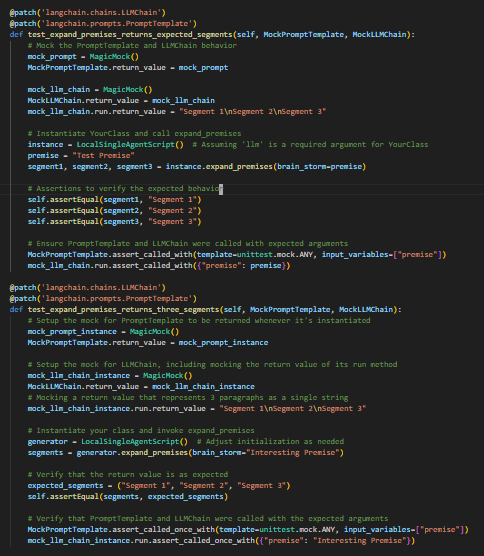 @patch('langchain.chains.LLMChain')
@patch('langchain.prompts.PromptTemplate')
def test_expand_premises_returns_expected_segments(self, MockPromptTemplate, MockLLMChain):
    # Mock the PromptTemplate and LLMChain behavior
    mock_prompt = MagicMock()
    MockPromptTemplate.return_value = mock_prompt

    mock_llm_chain = MagicMock()
    MockLLMChain.return_value = mock_llm_chain
    mock_llm_chain.run.return_value = "Segment 1\nSegment 2\nSegment 3"

    # Instantiate YourClass and call expand_premises
    instance = LocalSingleAgentScript()  # Assuming 'llm' is a required argument for YourClass
    premise = "Test Premise"
    segment1, segment2, segment3 = instance.expand_premises(brain_storm=premise)

    # Assertions to verify the expected behavior
    self.assertEqual(segment1, "Segment 1")
    self.assertEqual(segment2, "Segment 2")
    self.assertEqual(segment3, "Segment 3")

    # Ensure PromptTemplate and LLMChain were called with expected arguments
    MockPromptTemplate.assert_called_with(template=unittest.mock.ANY, input_variables=["premise"])
    mock_llm_chain.run.assert_called_with({"premise": premise})

@patch('langchain.chains.LLMChain')
@patch('langchain.prompts.PromptTemplate')
def test_expand_premises_returns_three_segments(self, MockPromptTemplate, MockLLMChain):
    # Setup the mock for PromptTemplate to be returned whenever it's instantiated
    mock_prompt_instance = MagicMock()
    MockPromptTemplate.return_value = mock_prompt_instance

    # Setup the mock for LLMChain, including mocking the return value of its run method
    mock_llm_chain_instance = MagicMock()
    MockLLMChain.return_value = mock_llm_chain_instance
    # Mocking a return value that represents 3 paragraphs as a single string
    mock_llm_chain_instance.run.return_value = "Segment 1\nSegment 2\nSegment 3"

    # Instantiate your class and invoke expand_premises
    generator = LocalSingleAgentScript()  # Adjust initialization as needed
    segments = generator.expand_premises(brain_storm="Interesting Premise")

    # Verify that the return value is as expected
    expected_segments = ("Segment 1", "Segment 2", "Segment 3")
    self.assertEqual(segments, expected_segments)

    # Verify that PromptTemplate and LLMChain were called with the expected arguments
    MockPromptTemplate.assert_called_once_with(template=unittest.mock.ANY, input_variables=["premise"])
    mock_llm_chain_instance.run.assert_called_once_with({"premise": "Interesting Premise"})